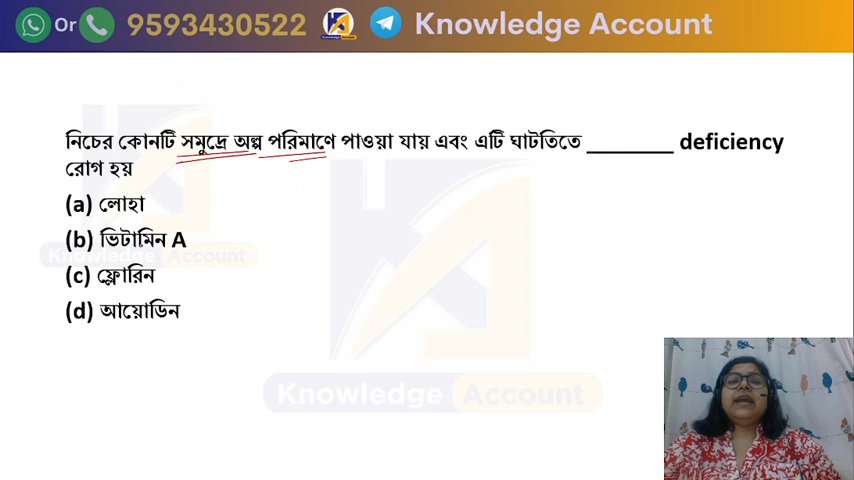 Or 9593430522 Knowledge Account
নিচের কোনটি সমুদ্রে অল্প পরিমাণে পাওয়া যায় এবং এটি ঘাটতিতে ________ deficiency
রোগ হয়
(a) লোহা
(b) ভিটামিন A
(c) ফ্লোরিন
(d) আয়োডিন
Knowledge Account
Knowledge Account